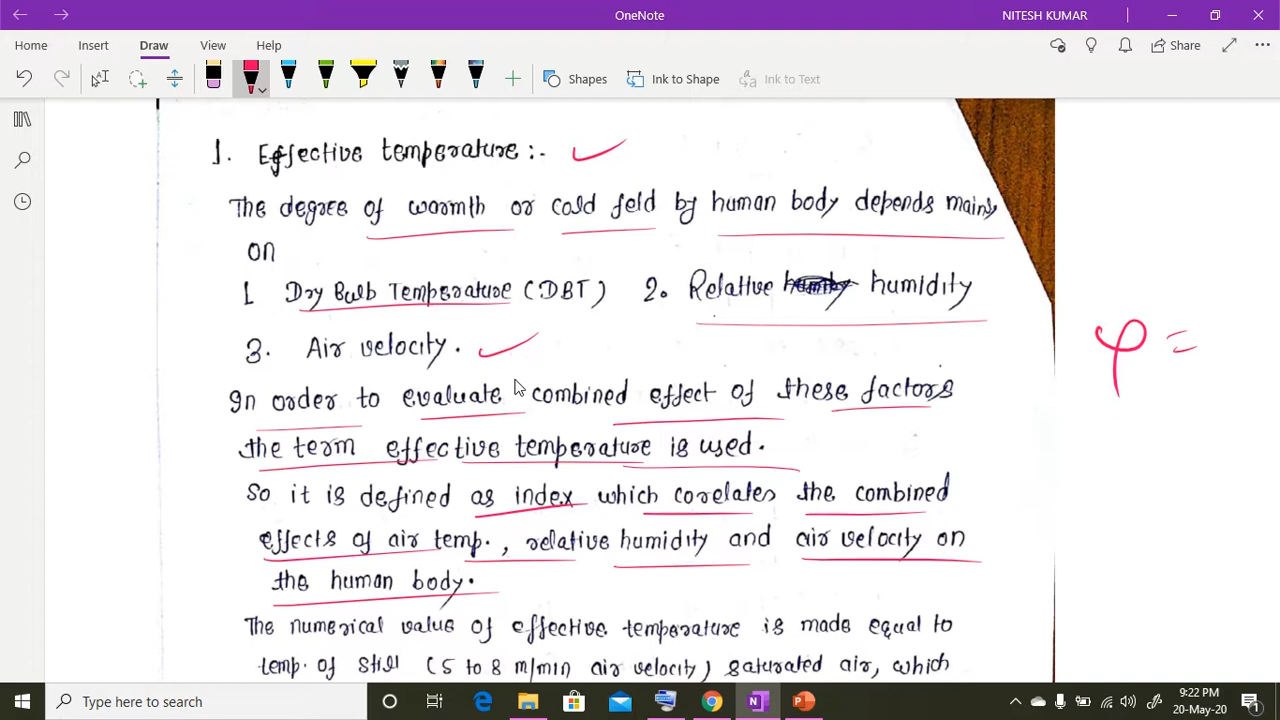 OneNote
NITESH KUMAR
Home Insert Draw View Help
Share
Shapes Ink to Shape Ink to Text
1. Effective temperature :-
The degree of warmth or cold feld by human body depends mainly
on
1 Dry Bulb Temperature (DBT) 2. Relative humidity
3. Air velocity.
φ =
In order to evaluate combined effect of these factors
the term effective temperature is used.
So it is defined as index which corelates the combined
effects of air temp., relative humidity and air velocity on
the human body.
The numerical value of effective temperature is made equal to
temp. of still (5 to 8 m/min air velocity) saturated air, which
Type here to search
9:22 PM
20-May-20